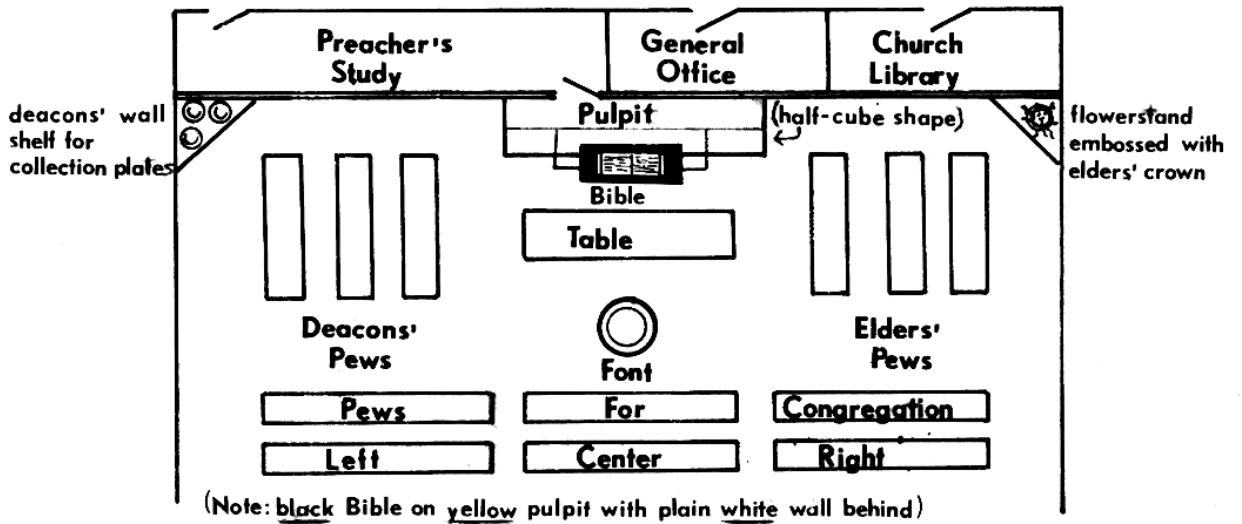 Preacher's
Study
General
Office
Church
Library
deacons' wall
shelf for
collection plates
Pulpit
(half-cube shape)
flowerstand
embossed with
elders' crown
Bible
Table
Deacons'
Pews
Font
Elders'
Pews
Pews For Congregation
Left Center Right
(Note: black Bible on yellow pulpit with plain white wall behind)